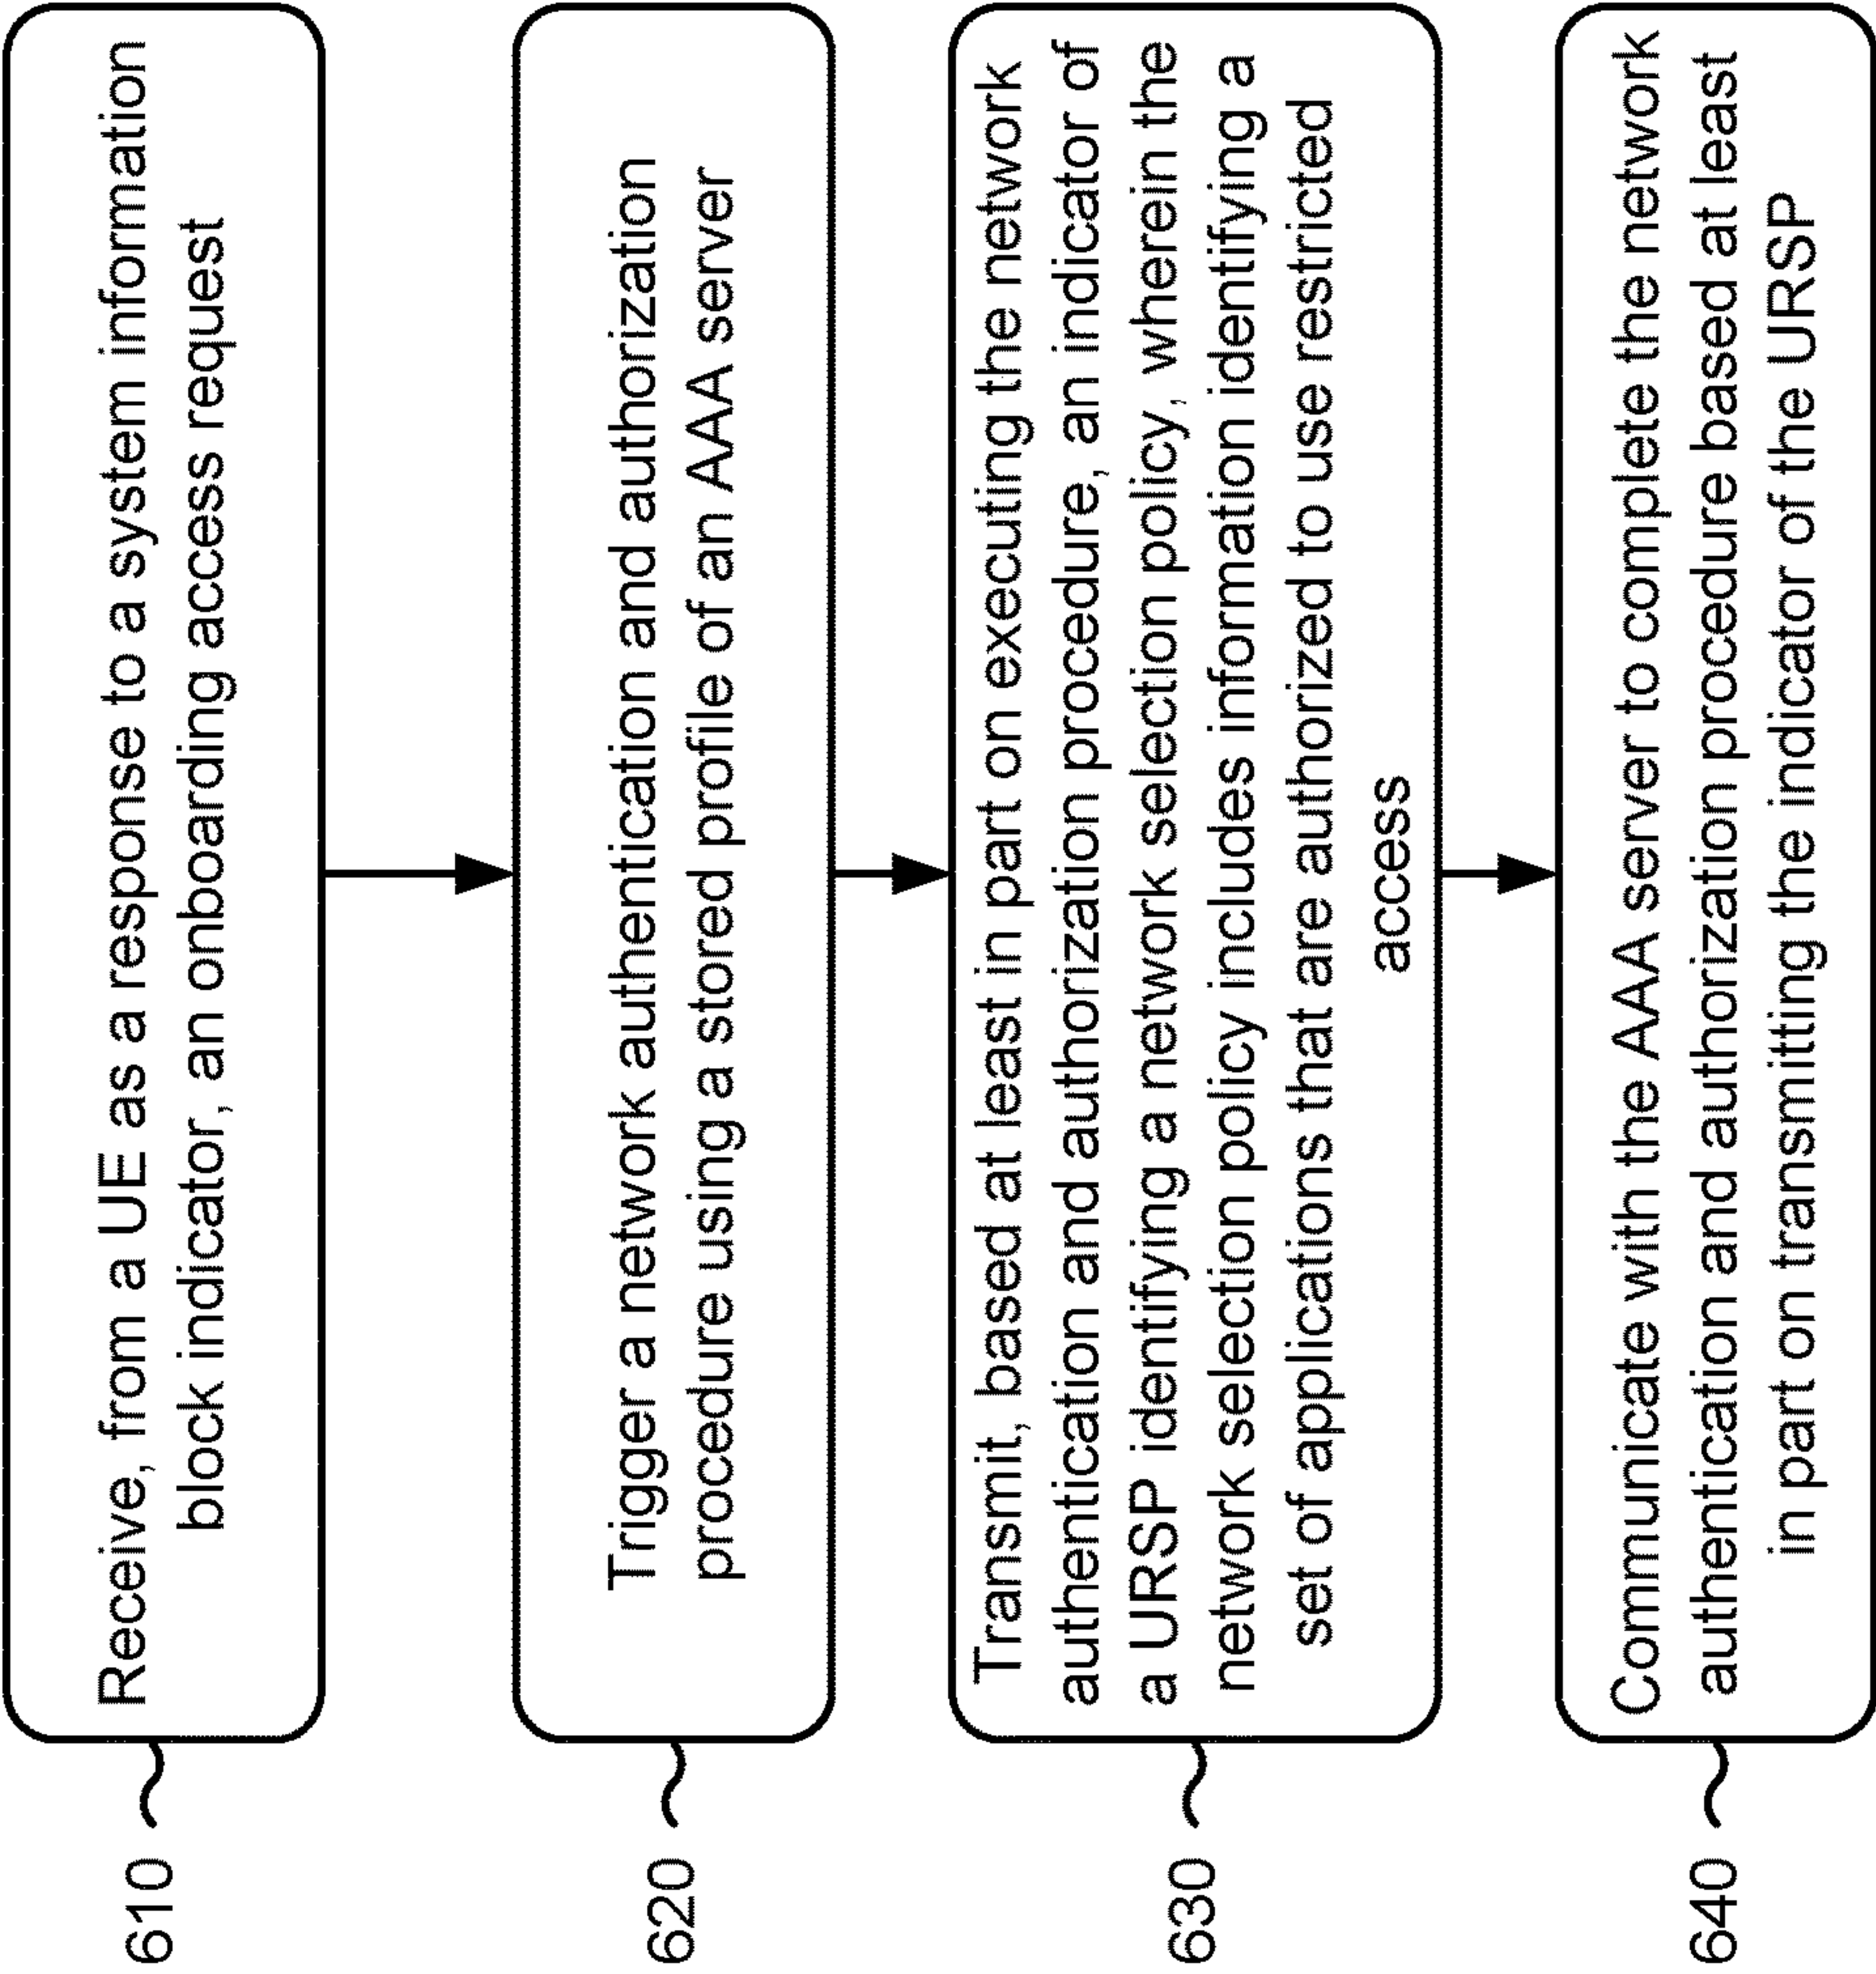 610
Receive, from a UE as a response to a system information
block indicator, an onboarding access request
620
Trigger a network authentication and authorization
procedure using a stored profile of an AAA server
630
Transmit, based at least in part on executing the network
authentication and authorization procedure, an indicator of
a URSP identifying a network selection policy, wherein the
network selection policy includes information identifying a
set of applications that are authorized to use restricted
access
640
Communicate with the AAA server to complete the network
authentication and authorization procedure based at least
in part on transmitting the indicator of the URSP